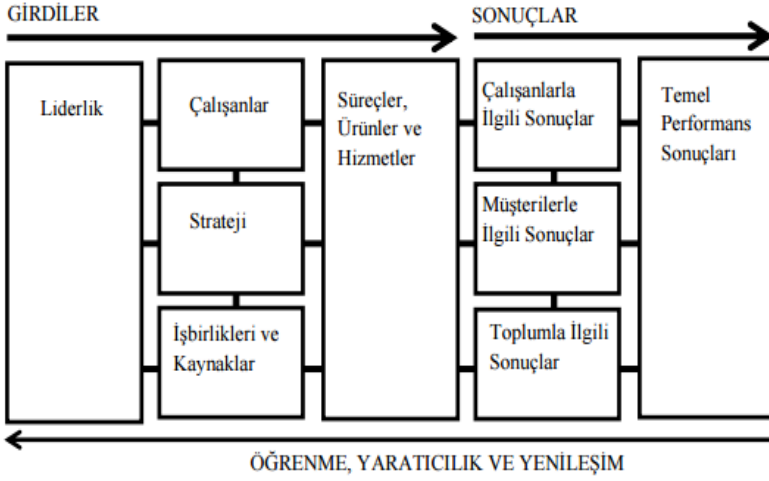 GİRDİLER
SONUÇLAR
Liderlik
Çalışanlar
Strateji
İşbirlikleri ve
Kaynaklar
Süreçler,
Ürünler ve
Hizmetler
Çalışanlarla
İlgili Sonuçlar
Müşterilerle
İlgili Sonuçlar
Toplumla İlgili
Sonuçlar
Temel
Performans
Sonuçları
ÖĞRENME, YARATICILIK VE YENİLEŞİM